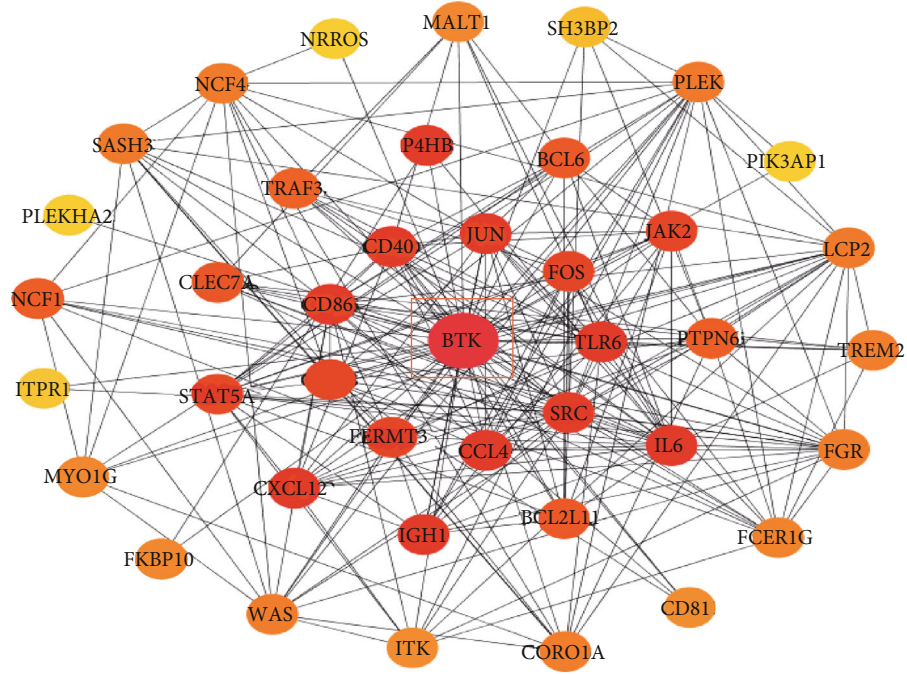 MALT1
SH3BP2
NRROS
NCF4
PLEK
SASH3
P4HB
BCL6
PIK3AP1
TRAF3
PLEKHA2
CD40
JUN
JAK2
LCP2
CLEC7A
FOS
NCF1
CD86
BTK
TLR6
PTPN6
TREM2
ITPR1
STAT5A
SRC
FERMT3
CCL4
IL6
FGR
MYO1G
CXCL12
BCL2L11
IGH1
FCER1G
FKBP10
WAS
CD81
ITK
CORO1A